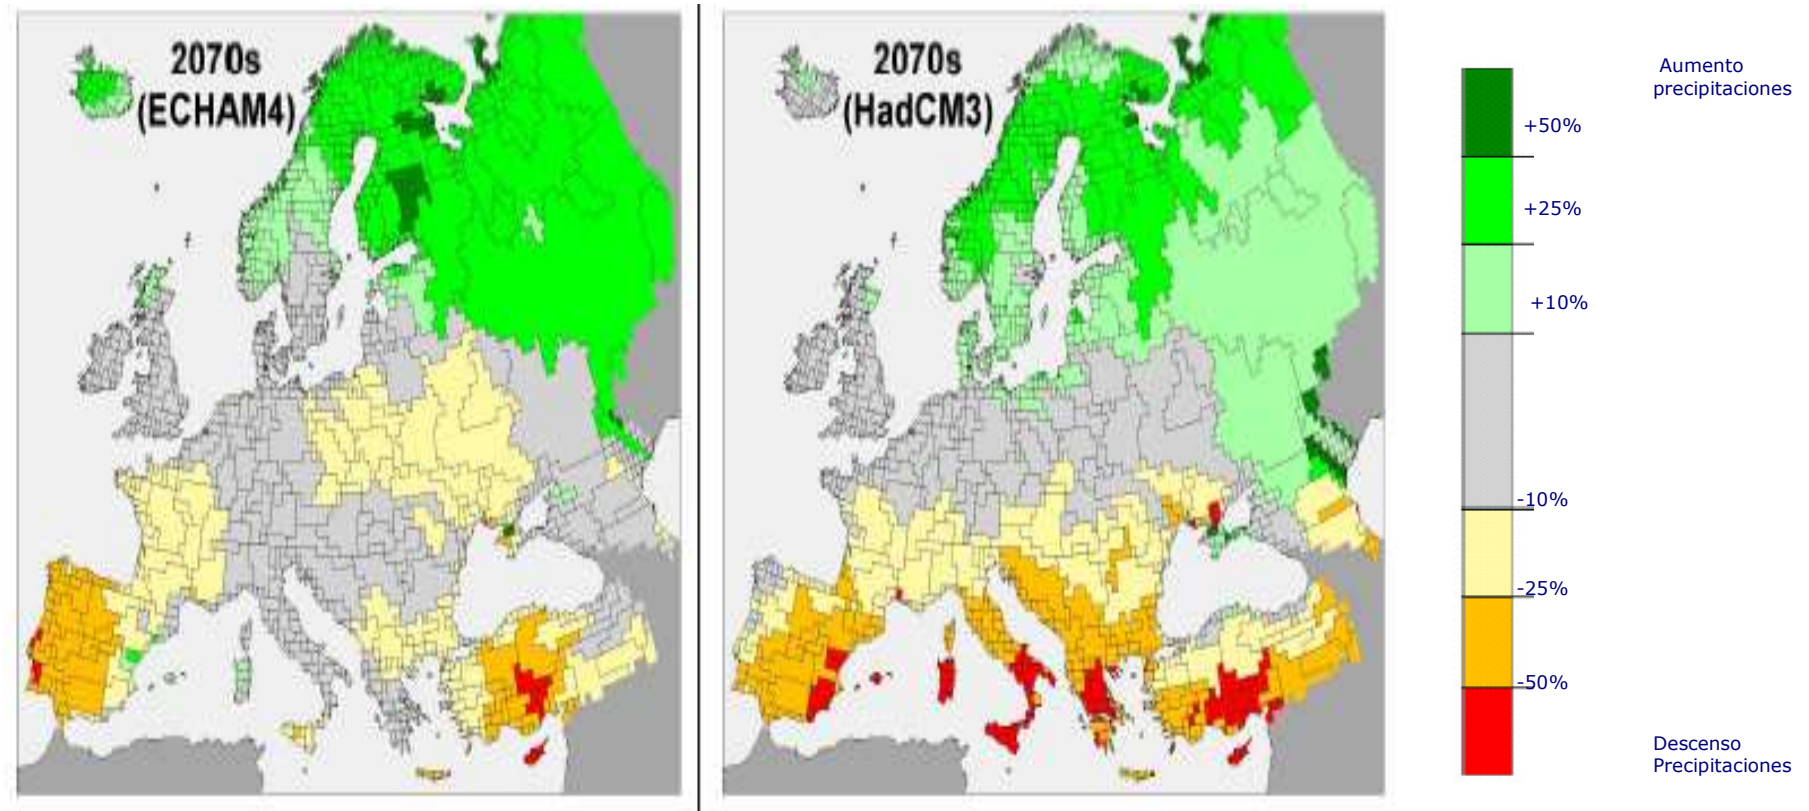 2070s
(ECHAM4)
2070s
(HadCM3)
Aumento
precipitaciones
+50%
+25%
+10%
-10%
-25%
-50%
Descenso
Precipitaciones